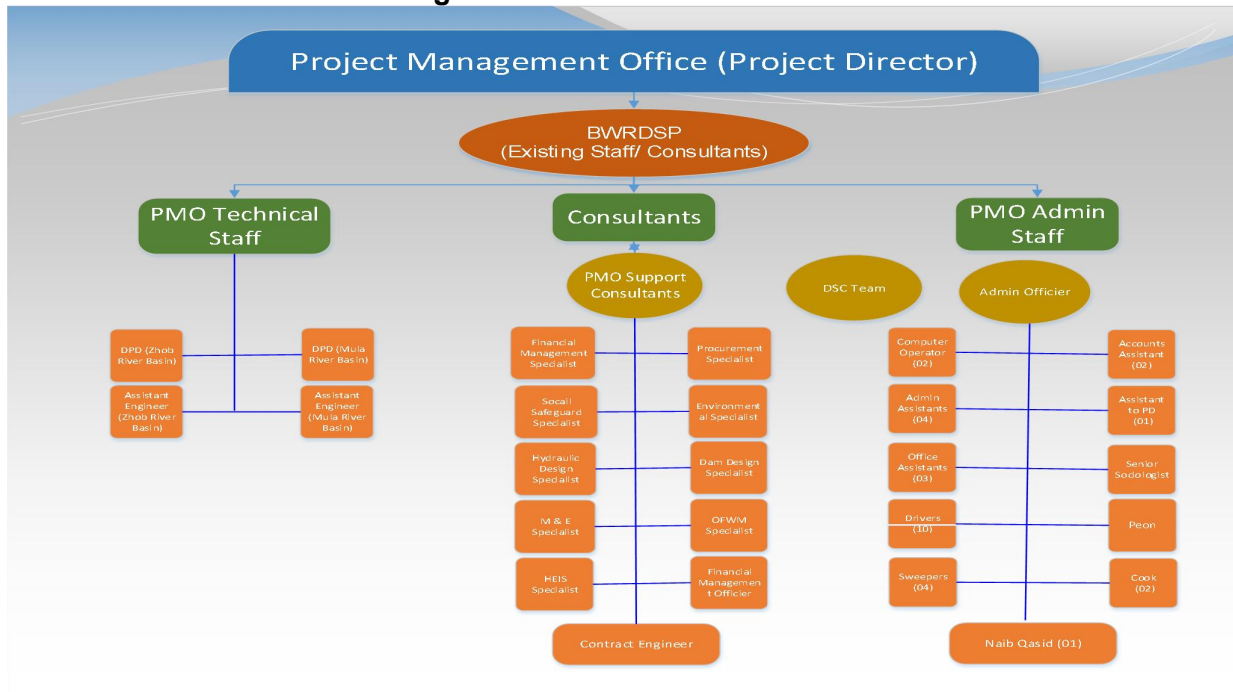 Project Management Office (Project Director)
BWRDSP
(Existing Staff/ Consultants)
PMO Technical
Staff
Consultants
PMO Admin
Staff
PMO Support
Consultants
DSC Team
Admin Officier
DPD (Zhob
River Basin)
DPD (Mula
River Basin)
Assistant
Engineer
(Zhob River
Basin)
Assistant
Engineer
(Mula River
Basin)
Financial
Management
Specialist
Procurement
Specialist
Socail
Safeguard
Specialist
Environment
al Specialist
Hydraulic
Design
Specialist
Dam Design
Specialist
M & E
Specialist
OFWM
Specialist
HEIS
Specialist
Financial
Managemen
t Officier
Contract Engineer
Computer
Operator
(02)
Accounts
Assistant
(02)
Admin
Assistants
(04)
Assistant
to PD
(01)
Office
Assistants
(03)
Senior
Sodologist
Drivers
(10)
Peon
Sweepers
(04)
Cook
(02)
Naib Qasid (01)